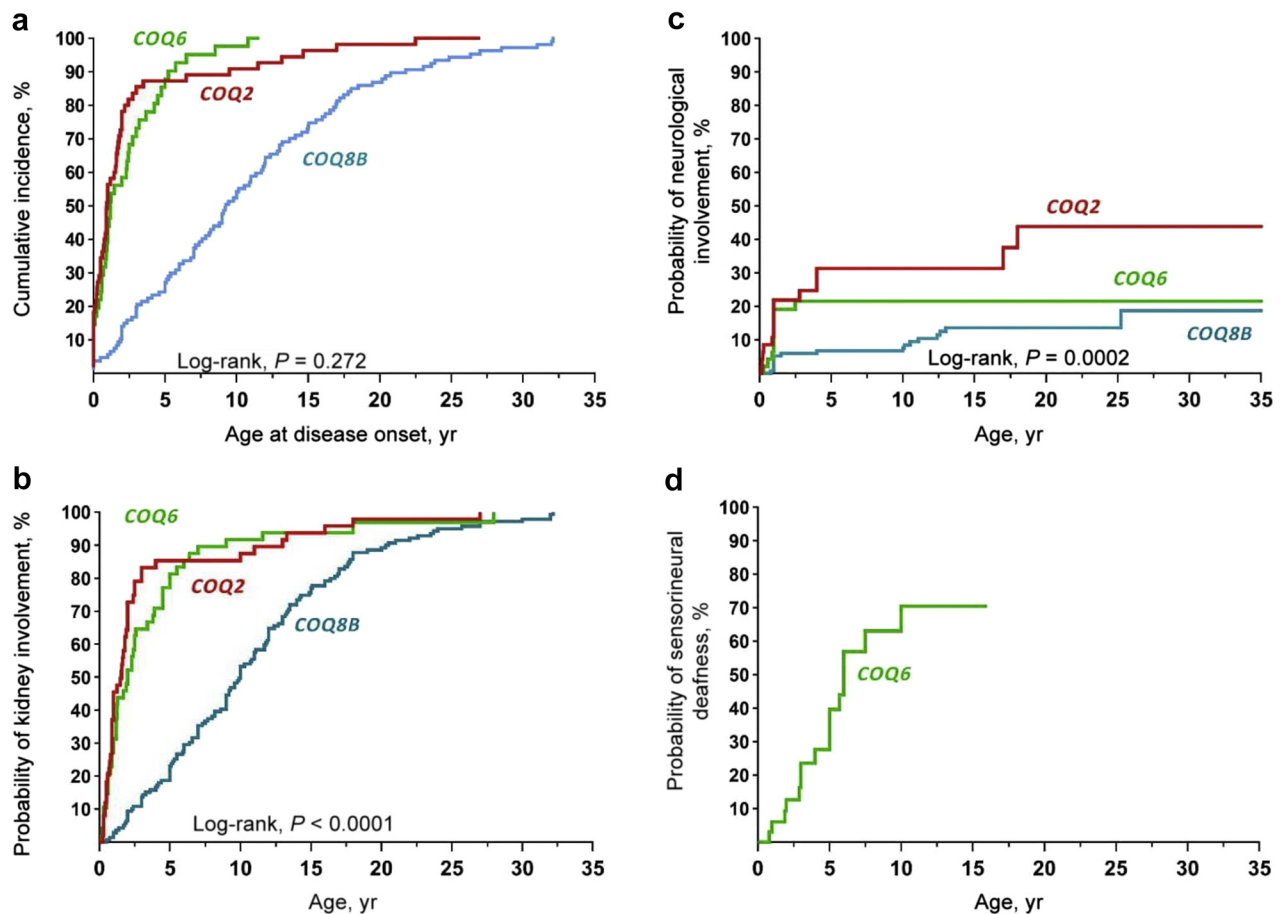 a
Cumulative incidence, %
100
90
80
70
60
50
40
30
20
10
COQ6
COQ2
COQ8B
Log-rank, P = 0.272
0 5 10 15 20 25 30 35
Age at disease onset, yr
b
Probability of kidney involvement, %
100
90
80
70
60
50
40
30
20
10
COQ6
COQ2
COQ8B
Log-rank, P < 0.0001
0 5 10 15 20 25 30 35
Age, yr
c
Probability of neurological
involvement, %
100
90
80
70
60
50
40
30
20
10
COQ2
COQ6
COQ8B
Log-rank, P = 0.0002
0 5 10 15 20 25 30 35
Age, yr
d
Probability of sensorineural
deafness, %
100
90
80
70
60
50
40
30
20
10
COQ6
0 5 10 15 20 25 30 35
Age, yr